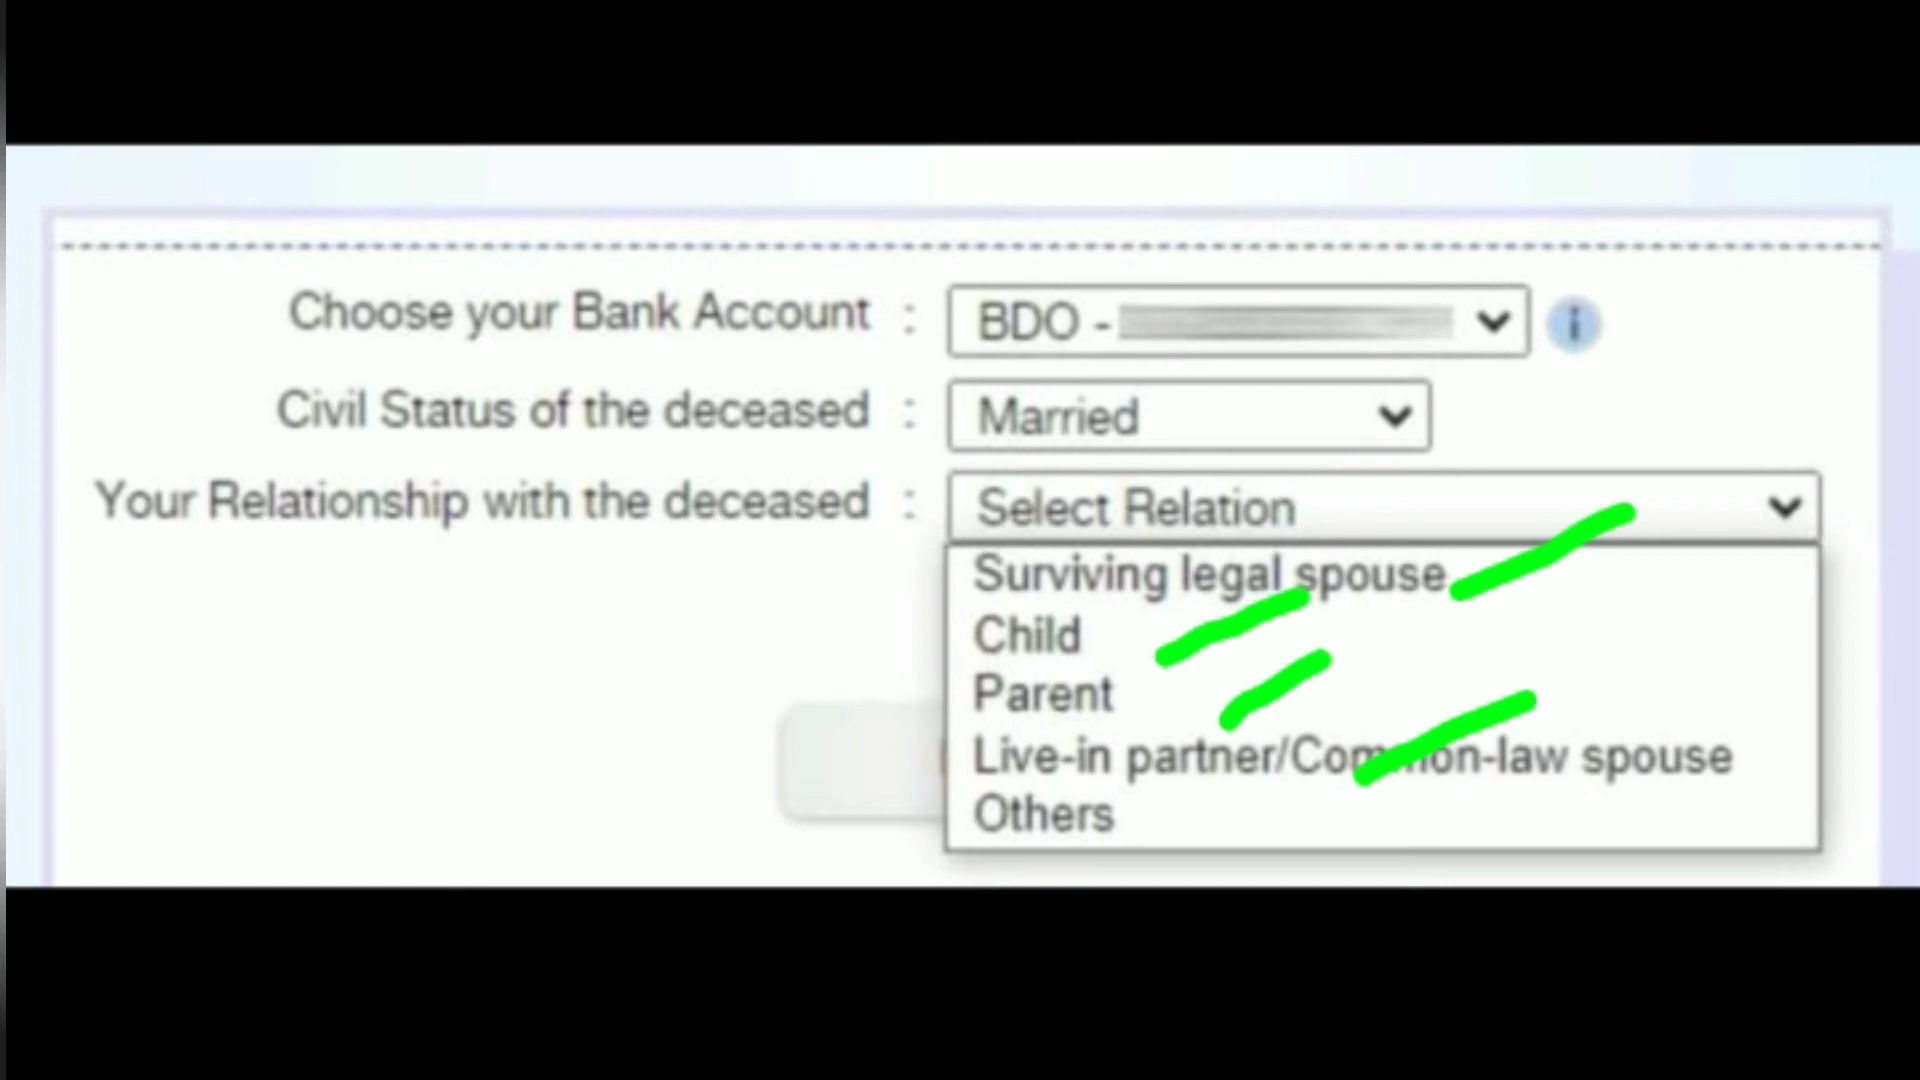 Choose your Bank Account : BDO -
Civil Status of the deceased : Married
Your Relationship with the deceased : Select Relation
Surviving legal spouse
Child
Parent
Live-in partner/Common-law spouse
Others